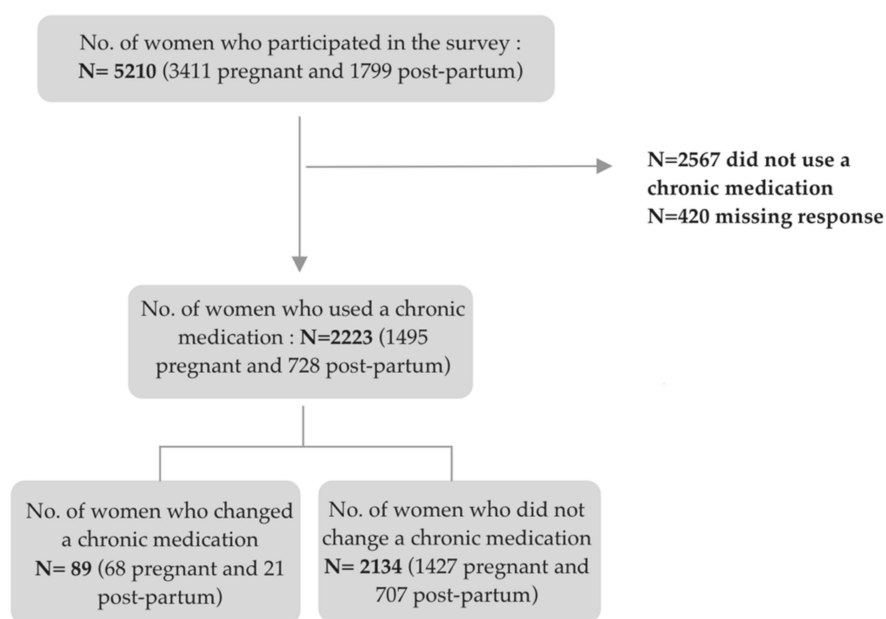 No. of women who participated in the survey :
N= 5210 (3411 pregnant and 1799 post-partum)
N=2567 did not use a
chronic medication
N=420 missing response
No. of women who used a chronic
medication : N=2223 (1495
pregnant and 728 post-partum)
No. of women who changed
a chronic medication
N= 89 (68 pregnant and 21
post-partum)
No. of women who did not
change a chronic medication
N= 2134 (1427 pregnant and
707 post-partum)